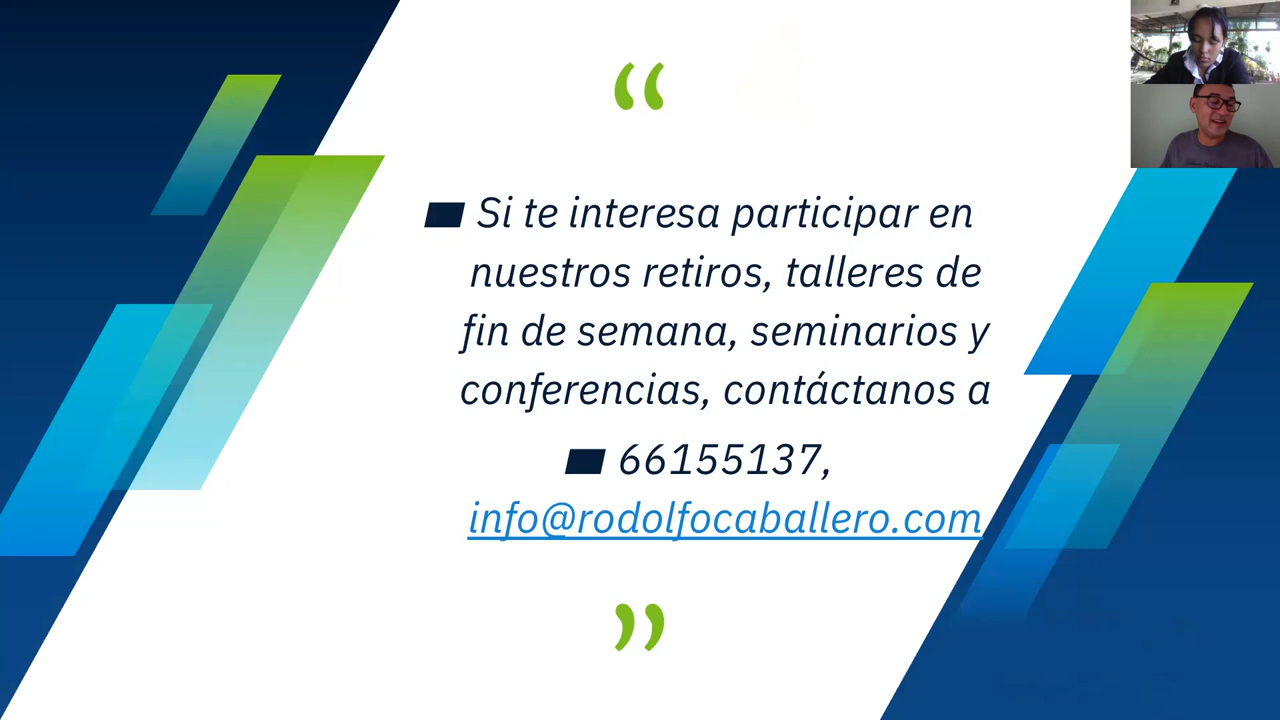 “
Si te interesa participar en
nuestros retiros, talleres de
fin de semana, seminarios y
conferencias, contáctanos a
66155137,
info@rodolfocaballero.com
”